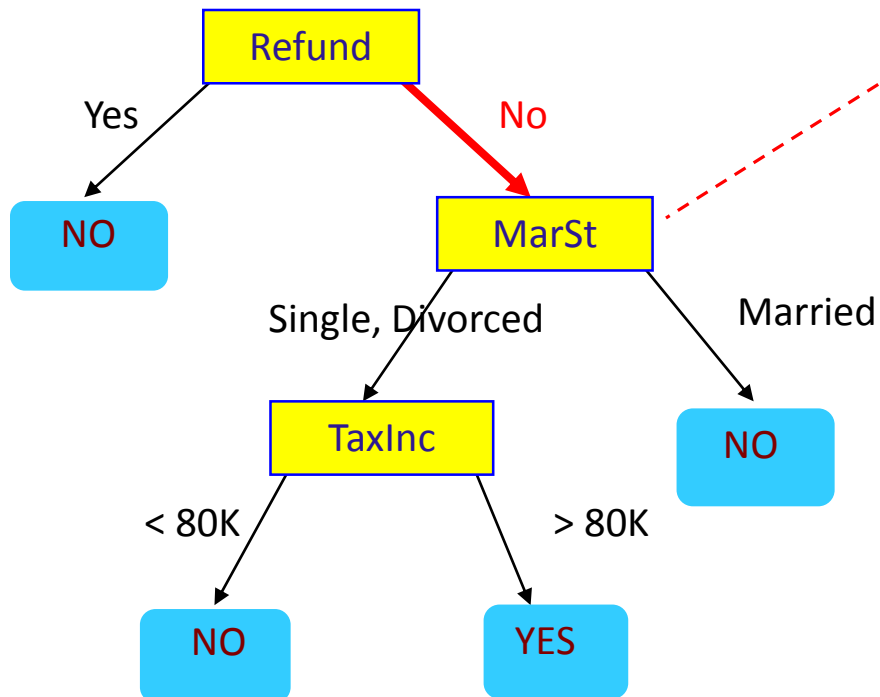 Refund
Yes
No
NO
MarSt
Single, Divorced
Married
TaxInc
NO
< 80K
> 80K
NO
YES